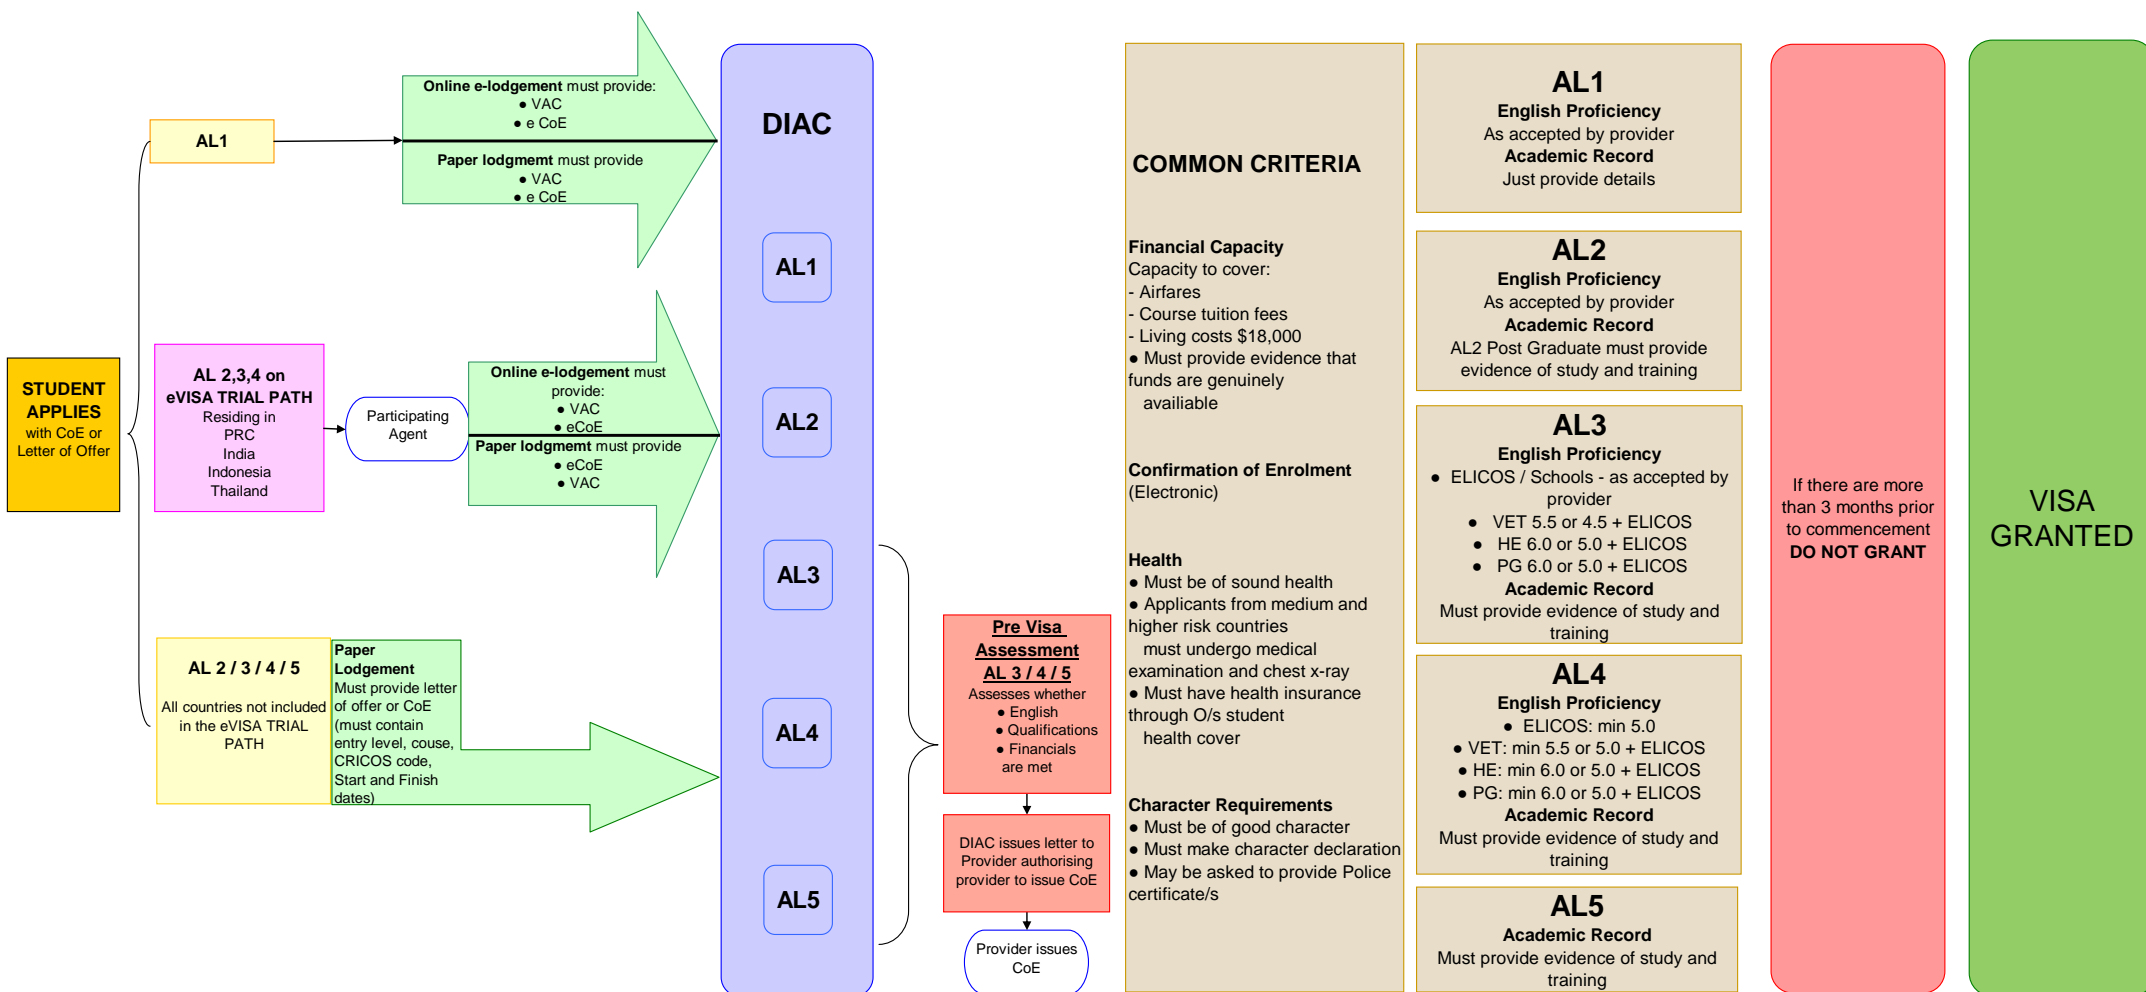 STUDENT
APPLIES
with CoE or
Letter of Offer
AL1
Online e-lodgement must provide:
● VAC
● e CoE
Paper lodgmemt must provide
● VAC
● e CoE
AL 2,3,4 on
eVISA TRIAL PATH
Residing in
PRC
India
Indonesia
Thailand
Participating
Agent
Online e-lodgement must
provide:
● VAC
● eCoE
Paper lodgmemt must provide
● eCoE
● VAC
AL 2 / 3 / 4 / 5
All countries not included
in the eVISA TRIAL
PATH
Paper
Lodgement
Must provide letter
of offer or CoE
(must contain
entry level, couse,
CRICOS code,
Start and Finish
dates)
DIAC
AL1
AL2
AL3
AL4
AL5
Pre Visa
Assessment
AL 3 / 4 / 5
Assesses whether
● English
● Qualifications
● Financials
are met
DIAC issues letter to
Provider authorising
provider to issue CoE
Provider issues
CoE
COMMON CRITERIA
Financial Capacity
Capacity to cover:
- Airfares
- Course tuition fees
- Living costs $18,000
● Must provide evidence that
funds are genuinely
availiable
Confirmation of Enrolment
(Electronic)
Health
● Must be of sound health
● Applicants from medium and
higher risk countries
must undergo medical
examination and chest x-ray
● Must have health insurance
through O/s student
health cover
Character Requirements
● Must be of good character
● Must make character declaration
● May be asked to provide Police
certificate/s
AL1
English Proficiency
As accepted by provider
Academic Record
Just provide details
AL2
English Proficiency
As accepted by provider
Academic Record
AL2 Post Graduate must provide
evidence of study and training
AL3
English Proficiency
● ELICOS / Schools - as accepted by
provider
● VET 5.5 or 4.5 + ELICOS
● HE 6.0 or 5.0 + ELICOS
● PG 6.0 or 5.0 + ELICOS
Academic Record
Must provide evidence of study and
training
AL4
English Proficiency
● ELICOS: min 5.0
● VET: min 5.5 or 5.0 + ELICOS
● HE: min 6.0 or 5.0 + ELICOS
● PG: min 6.0 or 5.0 + ELICOS
Academic Record
Must provide evidence of study and
training
AL5
Academic Record
Must provide evidence of study and
training
If there are more
than 3 months prior
to commencement
DO NOT GRANT
VISA
GRANTED